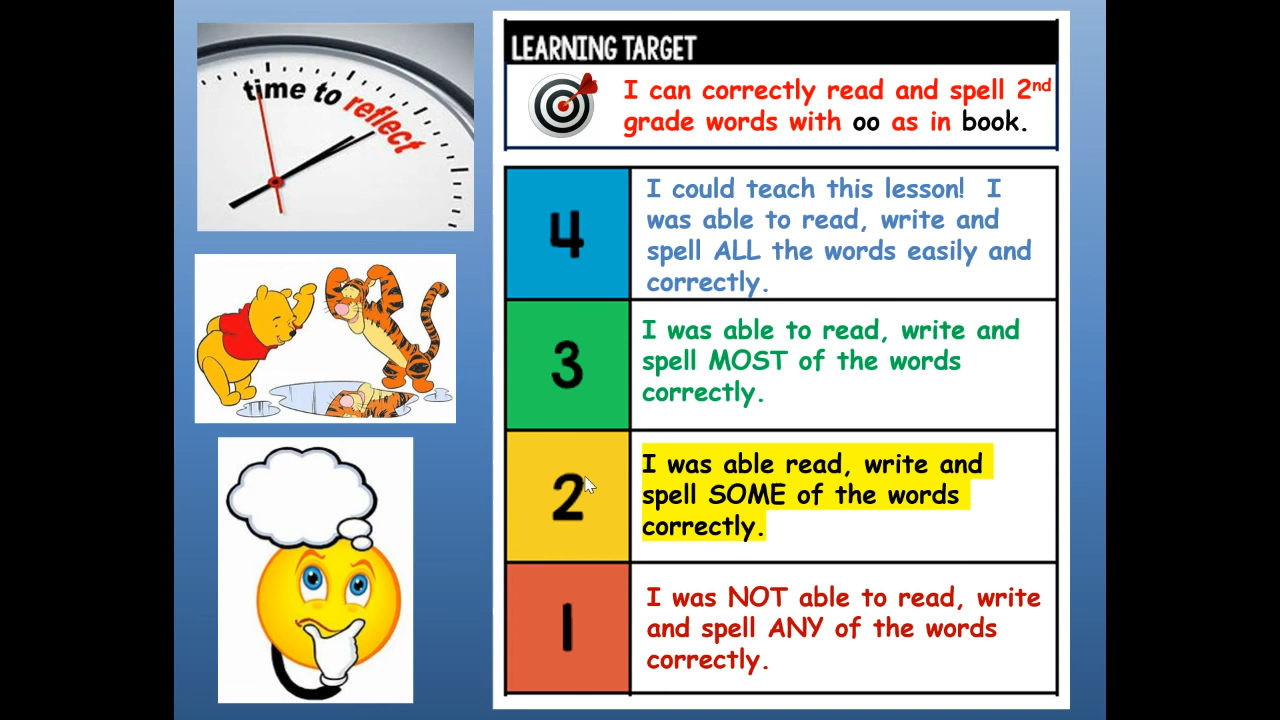 time to reflect
LEARNING TARGET
I can correctly read and spell 2nd
grade words with oo as in book.
4
I could teach this lesson! I
was able to read, write and
spell ALL the words easily and
correctly.
3
I was able to read, write and
spell MOST of the words
correctly.
2
I was able read, write and
spell SOME of the words
correctly.
1
I was NOT able to read, write
and spell ANY of the words
correctly.